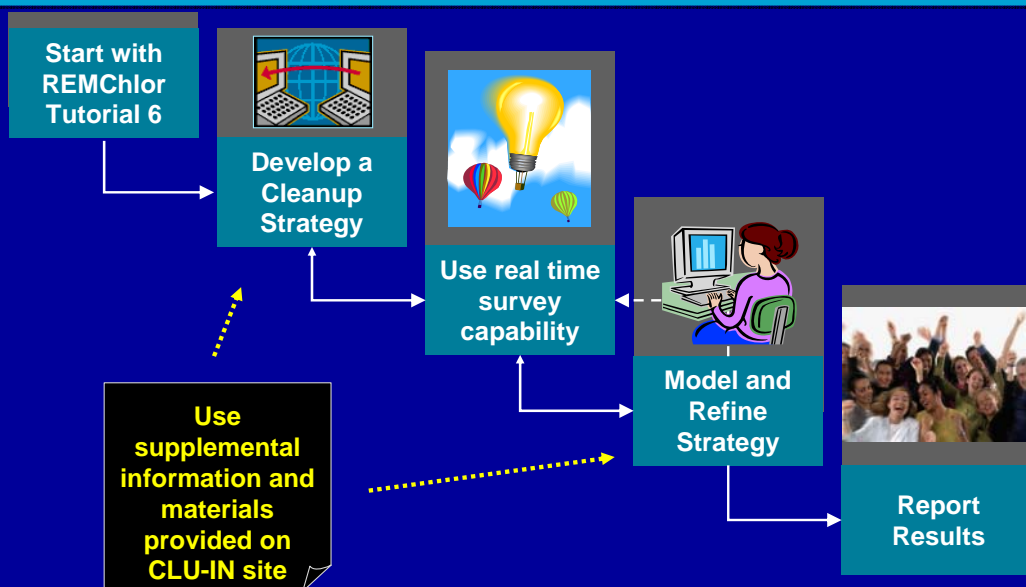 Start with
REMChlor
Tutorial 6
Develop a
Cleanup
Strategy
Use real time
survey
capability
Model and
Refine
Strategy
Report
Results
Use
supplemental
information and
materials
provided on
CLU-IN site